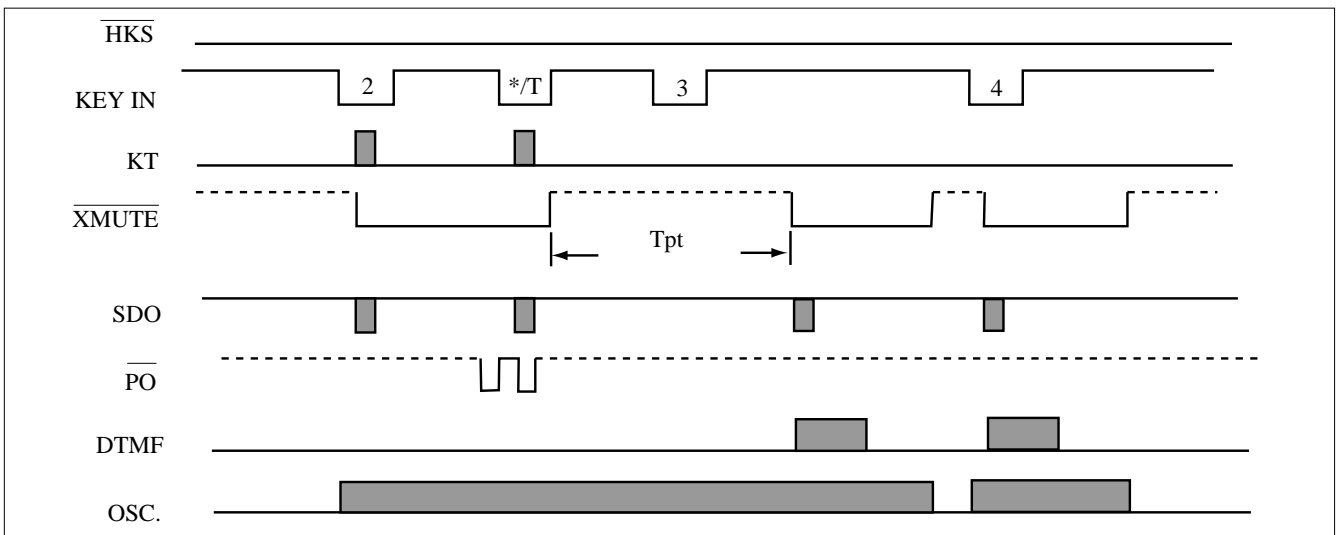 HKS
KEY IN
2
*/T
3
4
KT
XMUTE
Tpt
SDO
PO
DTMF
OSC.